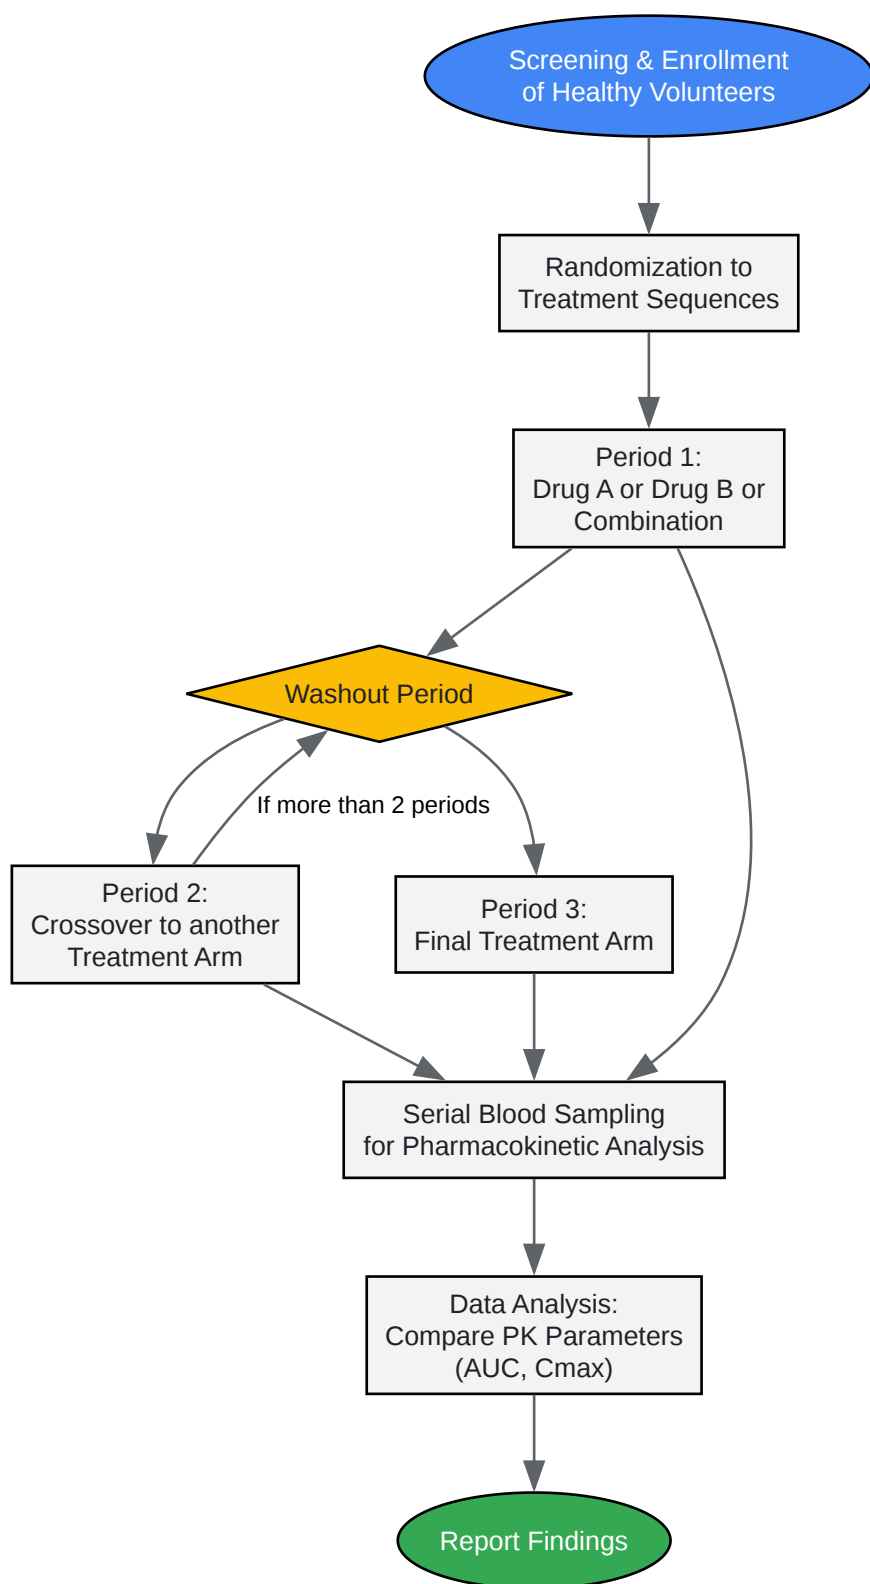 Screening & Enrollment
of Healthy Volunteers
Randomization to
Treatment Sequences
Period 1:
Drug A or Drug B or
Combination
Washout Period
If more than 2 periods
Period 2:
Crossover to another
Treatment Arm
Period 3:
Final Treatment Arm
Serial Blood Sampling
for Pharmacokinetic Analysis
Data Analysis:
Compare PK Parameters
(AUC, Cmax)
Report Findings